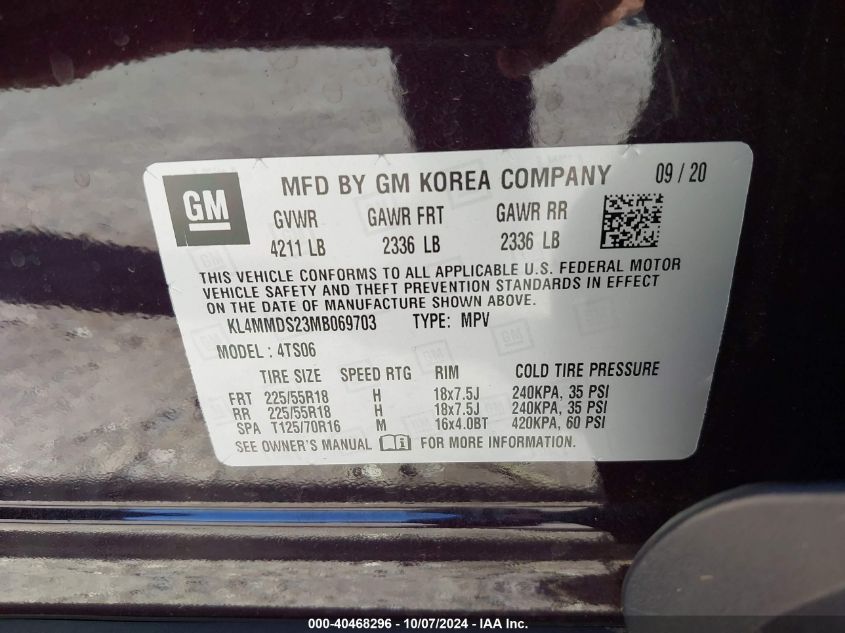 GM
MFD BY GM KOREA COMPANY 09 / 20
GVWR GAWR FRT GAWR RR
4211 LB 2336 LB 2336 LB
THIS VEHICLE CONFORMS TO ALL APPLICABLE U.S. FEDERAL MOTOR
VEHICLE SAFETY AND THEFT PREVENTION STANDARDS IN EFFECT
ON THE DATE OF MANUFACTURE SHOWN ABOVE.
KL4MMDS23MB069703 TYPE: MPV
MODEL : 4TS06
TIRE SIZE SPEED RTG RIM COLD TIRE PRESSURE
FRT 225/55R18 H 18x7.5J 240KPA, 35 PSI
RR 225/55R18 H 18x7.5J 240KPA, 35 PSI
SPA T125/70R16 M 16x4.0BT 420KPA, 60 PSI
SEE OWNER'S MANUAL FOR MORE INFORMATION.
000-40468296 - 10/07/2024 - IAA Inc.